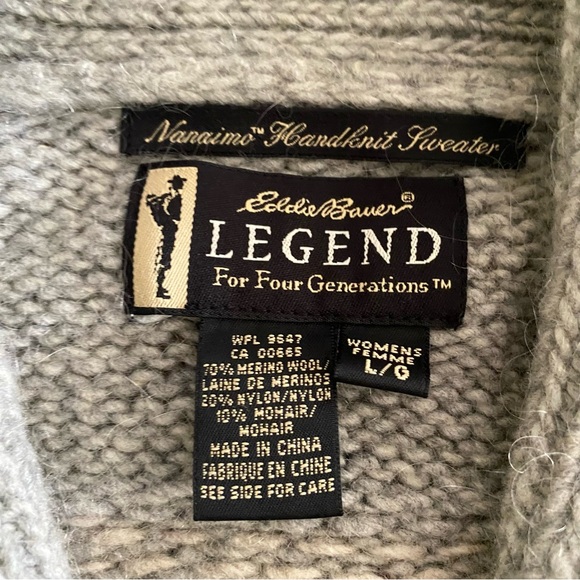 Nanaimo™ Handknit Sweater
Eddie Bauer®
LEGEND
For Four Generations™
WPL 9647
CA 00665
70% MERINO WOOL/
LAINE DE MERINOS
20% NYLON/NYLON
10% MOHAIR/
MOHAIR
MADE IN CHINA
FABRIQUE EN CHINE
SEE SIDE FOR CARE
WOMENS
FEMME
L/G